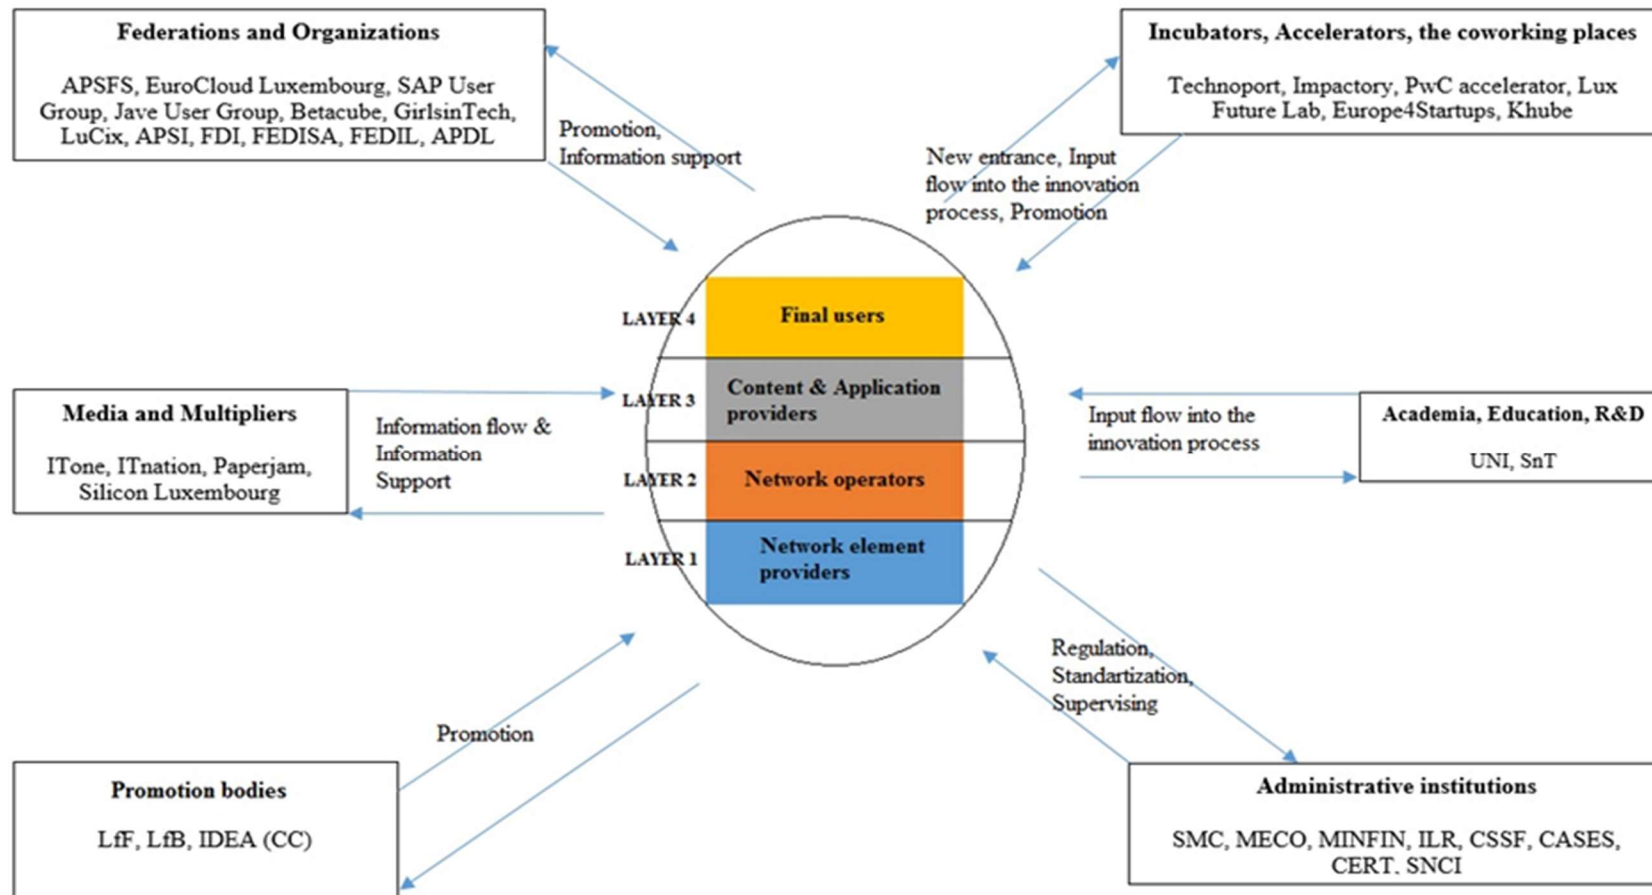 Federations and Organizations
APSFS, EuroCloud Luxembourg, SAP User
Group, Jave User Group, Betacube, GirlsinTech,
LuCix, APSI, FDI, FEDISA, FEDIL, APDL
Incubators, Accelerators, the coworking places
Technoport, Impactory, PwC accelerator, Lux
Future Lab, Europe4Startups, Khube
Promotion,
Information support
New entrance, Input
flow into the innovation
process, Promotion
LAYER 4
Final users
LAYER 3
Content & Application
providers
LAYER 2
Network operators
LAYER 1
Network element
providers
Media and Multipliers
ITone, ITnation, Paperjam,
Silicon Luxembourg
Information flow &
Information
Support
Input flow into the
innovation process
Academia, Education, R&D
UNI, SnT
Promotion
Promotion bodies
LfF, LfB, IDEA (CC)
Regulation,
Standartization,
Supervising
Administrative institutions
SMC, MECO, MINFIN, ILR, CSSF, CASES,
CERT. SNCI